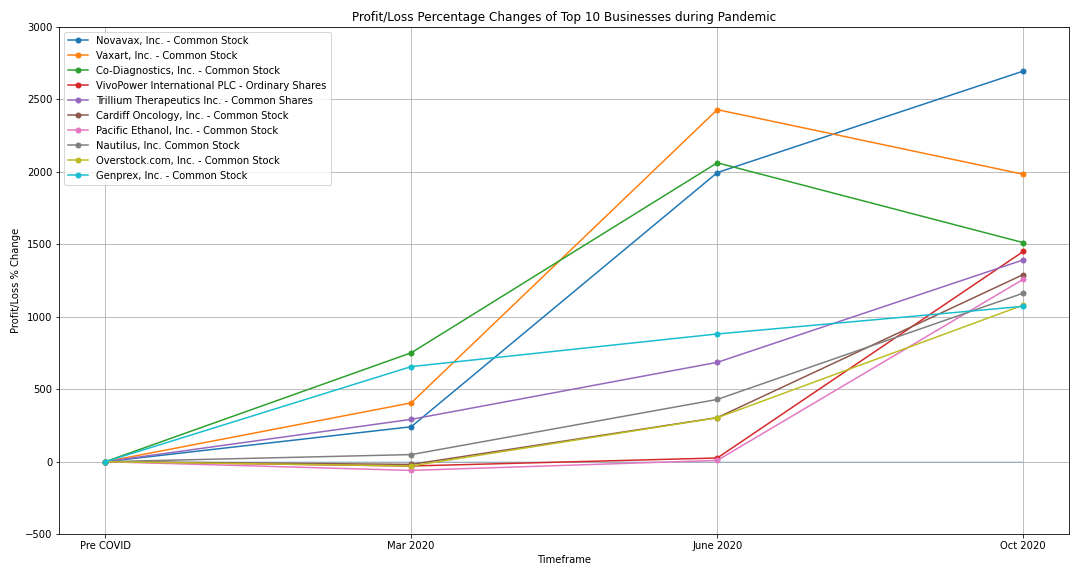 Profit/Loss Percentage Changes of Top 10 Businesses during Pandemic
3000
2500
2000
1500
1000
500
0
−500
Profit/Loss % Change
Novavax, Inc. - Common Stock
Vaxart, Inc. - Common Stock
Co-Diagnostics, Inc. - Common Stock
VivoPower International PLC - Ordinary Shares
Trillium Therapeutics Inc. - Common Shares
Cardiff Oncology, Inc. - Common Stock
Pacific Ethanol, Inc. - Common Stock
Nautilus, Inc. Common Stock
Overstock.com, Inc. - Common Stock
Genprex, Inc. - Common Stock
Pre COVID Mar 2020 June 2020 Oct 2020
Timeframe